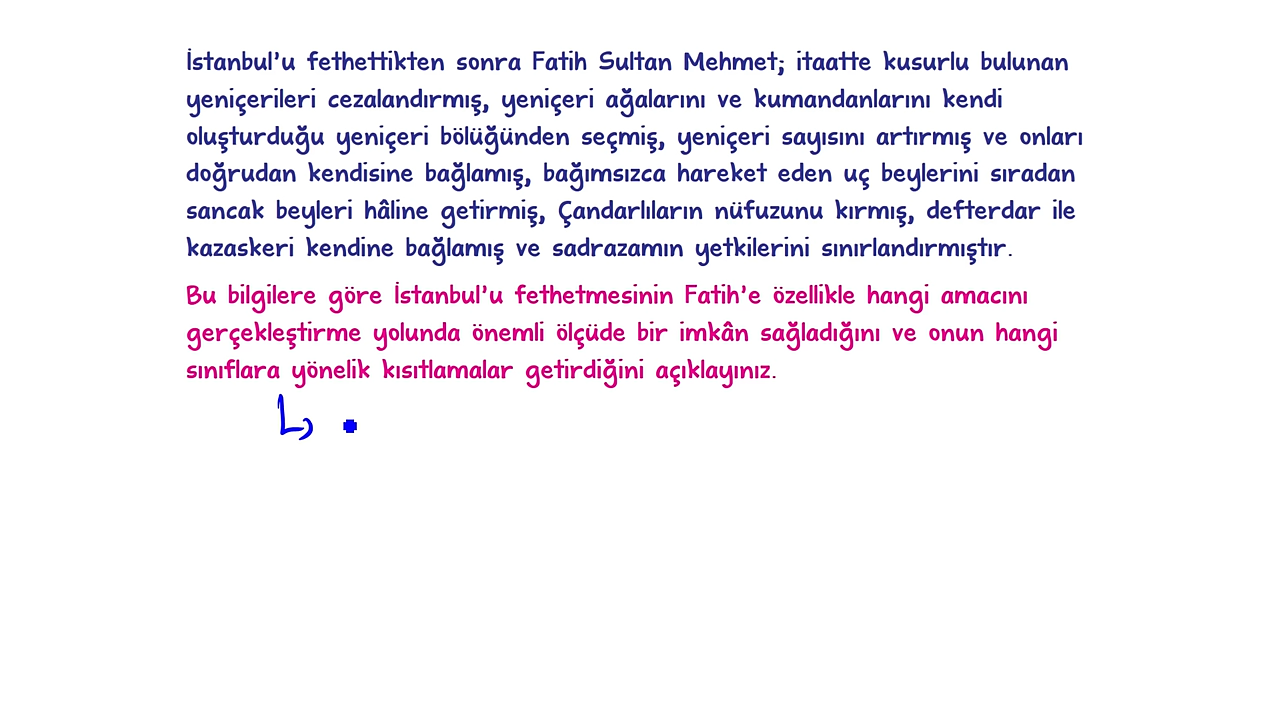 İstanbul'u fethettikten sonra Fatih Sultan Mehmet; itaatte kusurlu bulunan
yeniçerileri cezalandırmış, yeniçeri ağalarını ve kumandanlarını kendi
oluşturduğu yeniçeri bölüğünden seçmiş, yeniçeri sayısını artırmış ve onları
doğrudan kendisine bağlamış, bağımsızca hareket eden uç beylerini sıradan
sancak beyleri hâline getirmiş, Çandarlıların nüfuzunu kırmış, defterdar ile
kazaskeri kendine bağlamış ve sadrazamın yetkilerini sınırlandırmıştır.
Bu bilgilere göre İstanbul'u fethetmesinin Fatih'e özellikle hangi amacını
gerçekleştirme yolunda önemli ölçüde bir imkân sağladığını ve onun hangi
sınıflara yönelik kısıtlamalar getirdiğini açıklayınız.